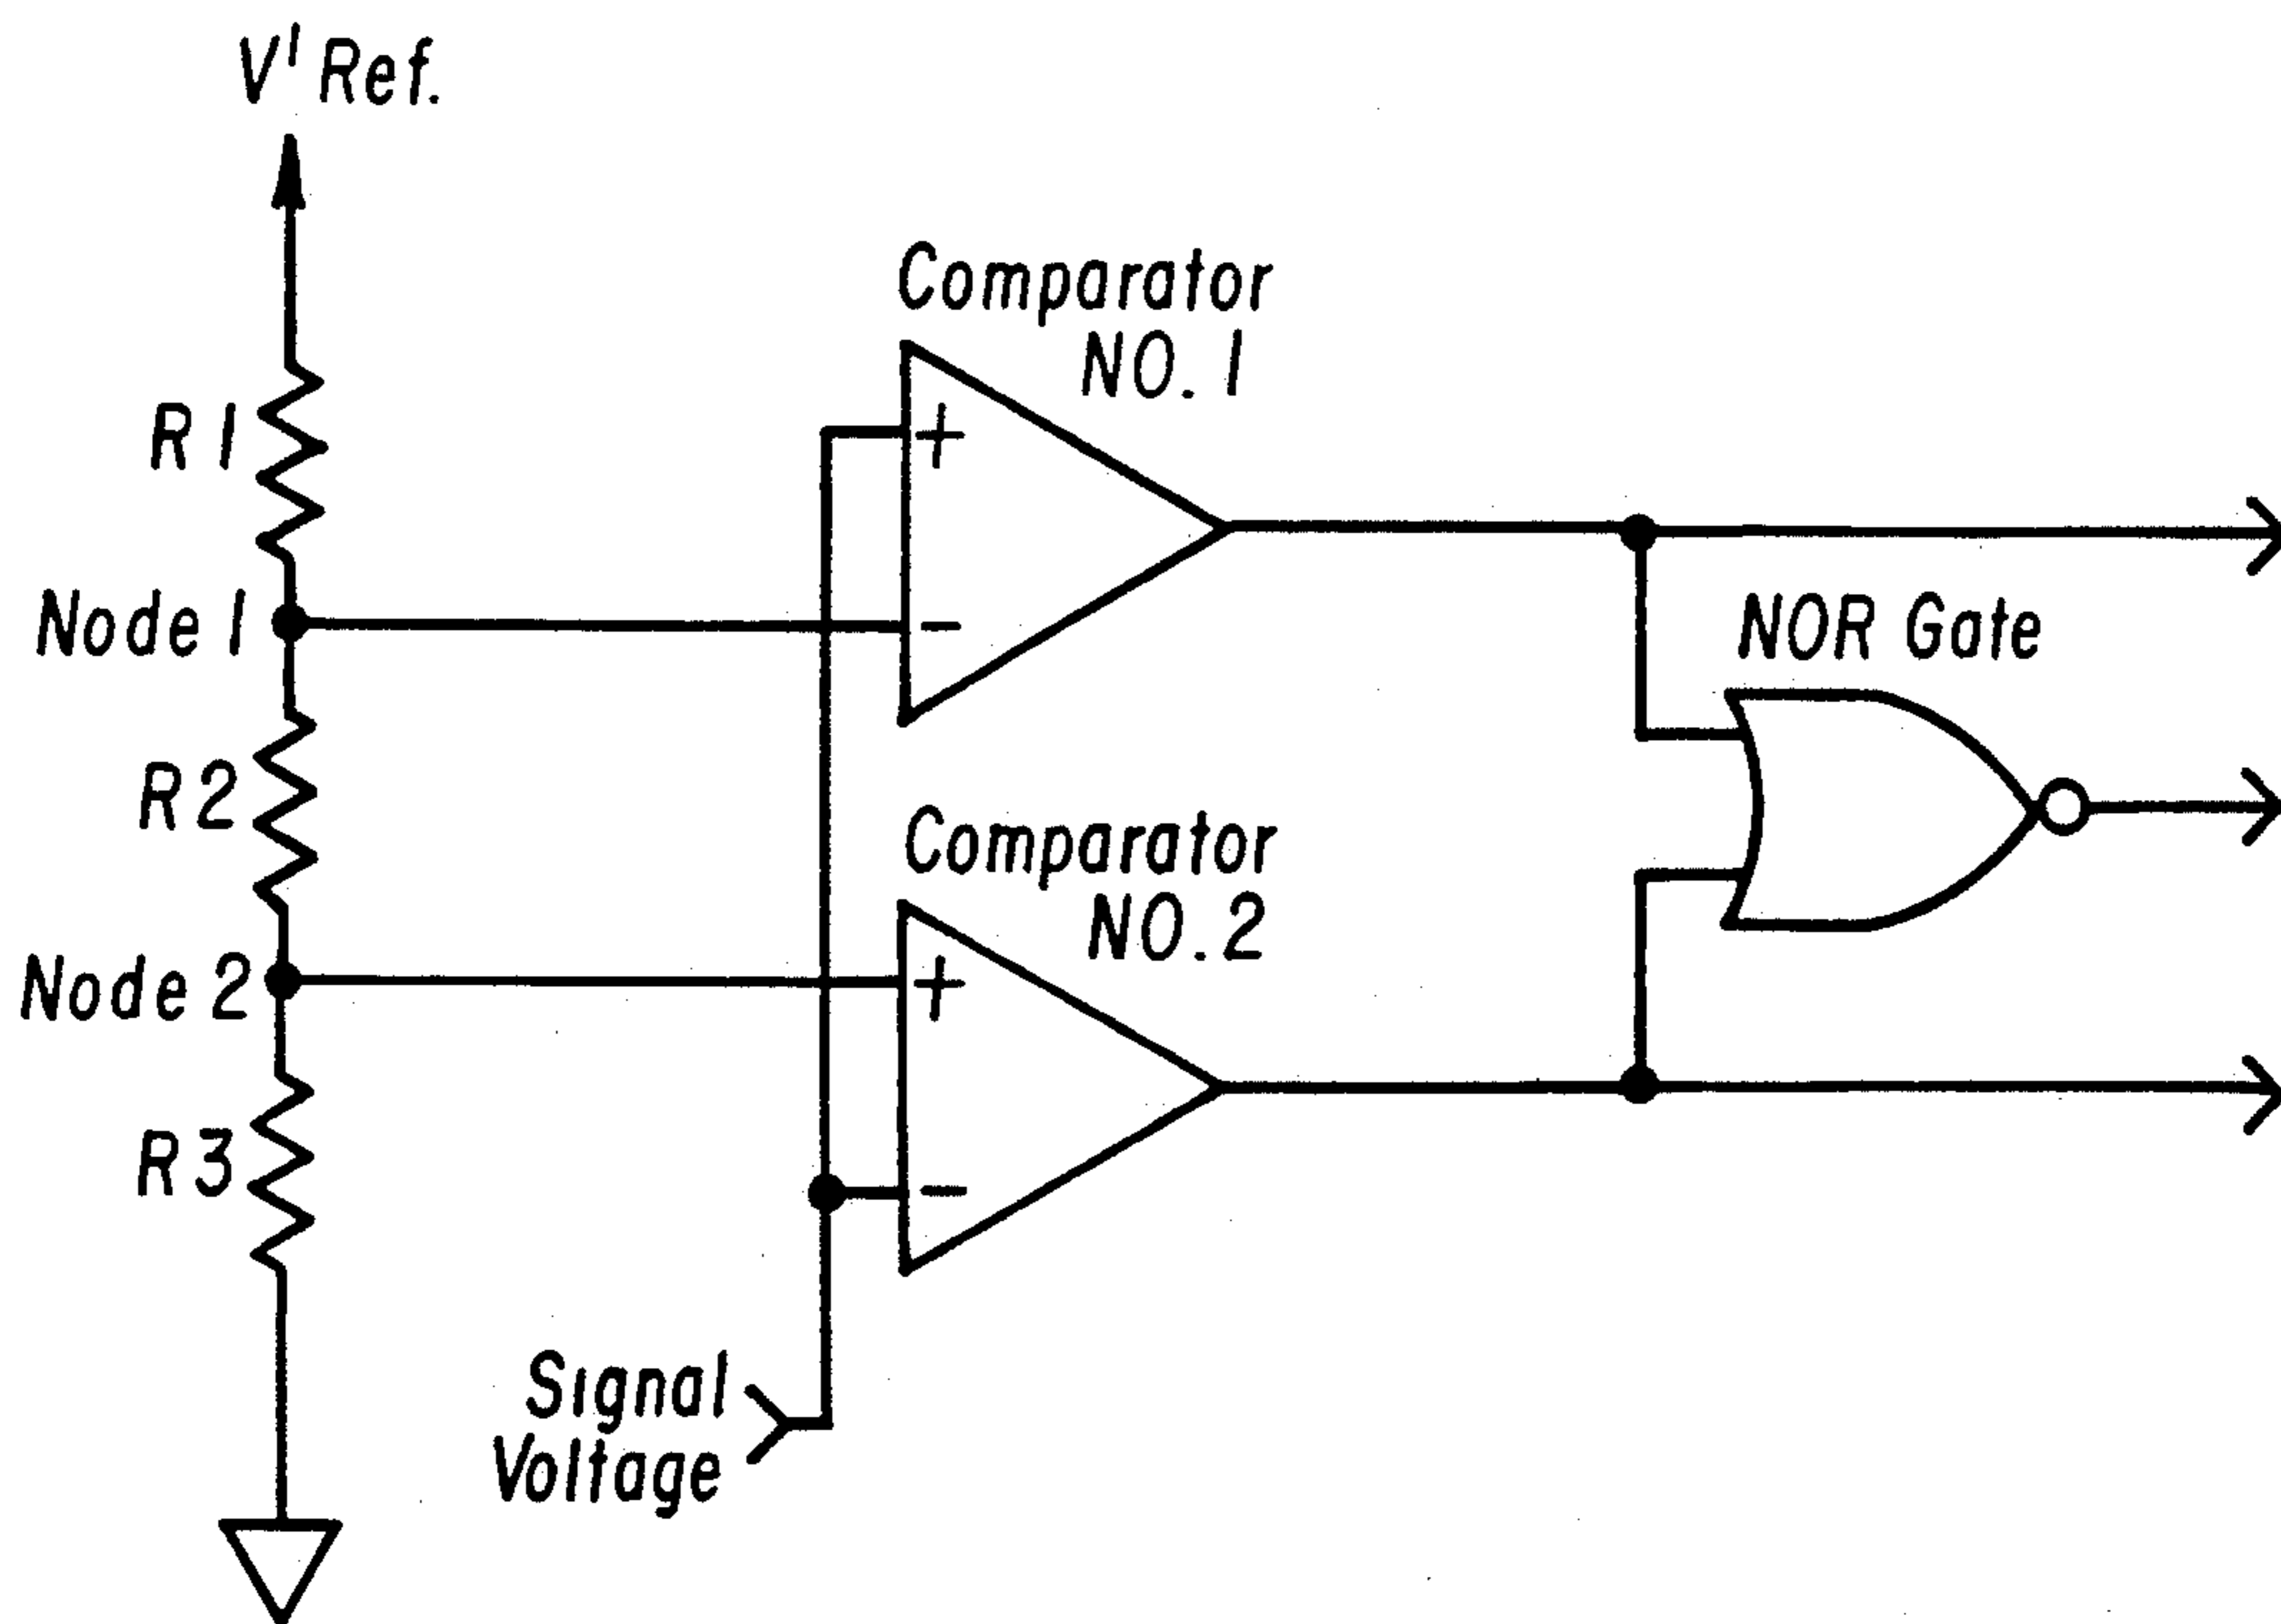 V' Ref.
Comparator
NO. 1
R1
+
Node 1
-
NOR Gate
R2
Comparator
NO. 2
Node 2
+
R3
-
Signal
Voltage